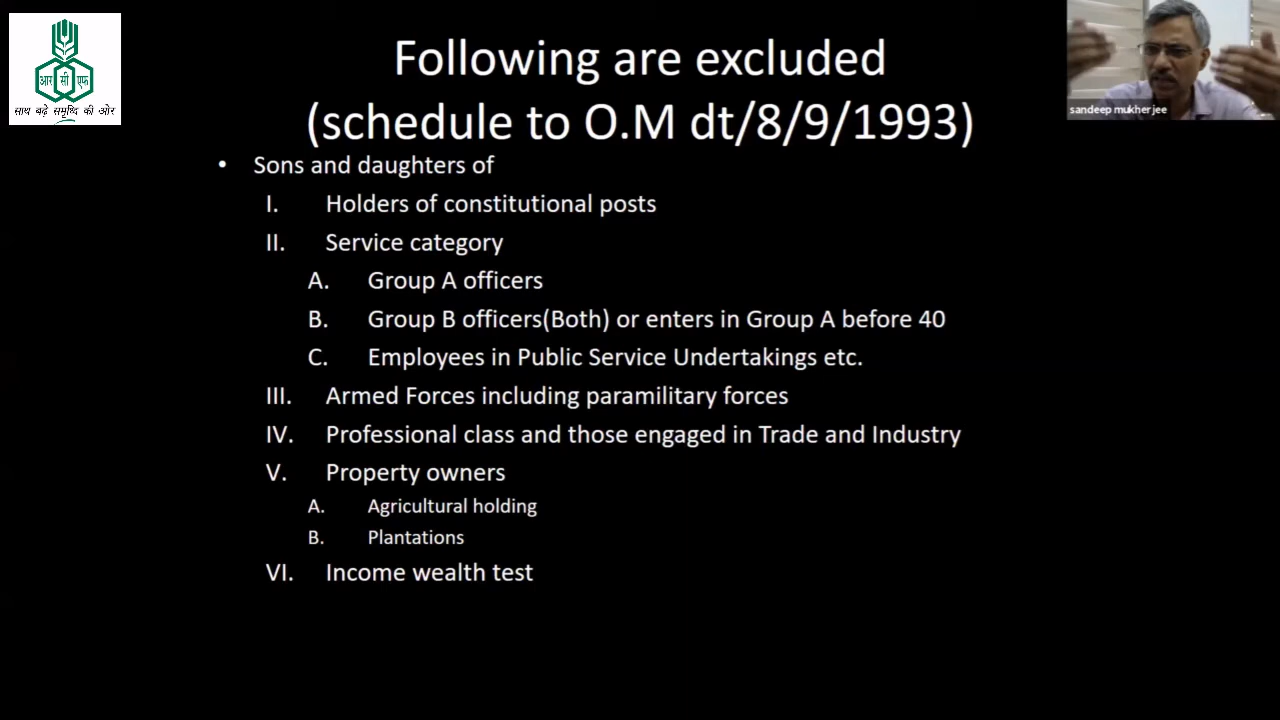 आर सी एफ
साथ बढ़ें समृध्दि की ओर
Following are excluded
(schedule to O.M dt/8/9/1993)
sandeep mukherjee
• Sons and daughters of
I. Holders of constitutional posts
II. Service category
A. Group A officers
B. Group B officers(Both) or enters in Group A before 40
C. Employees in Public Service Undertakings etc.
III. Armed Forces including paramilitary forces
IV. Professional class and those engaged in Trade and Industry
V. Property owners
A. Agricultural holding
B. Plantations
VI. Income wealth test